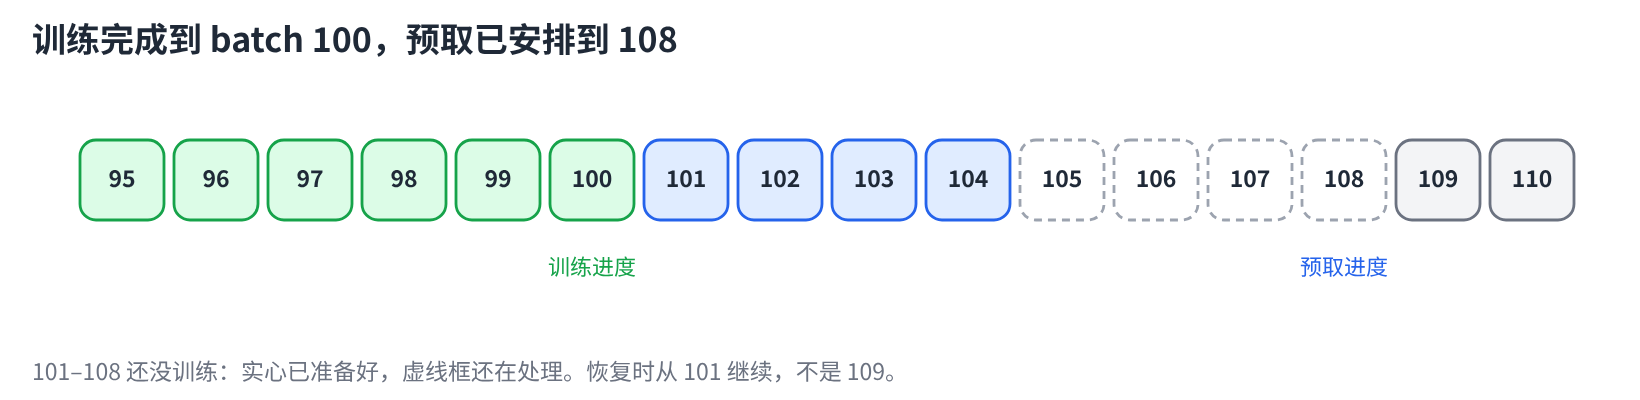 训练完成到 batch 100，预取已安排到 108
95 96 97 98 99 100 101 102 103 104 105 106 107 108 109 110
训练进度 预取进度
101–108 还没训练：实心已准备好，虚线框还在处理。恢复时从 101 继续，不是 109。